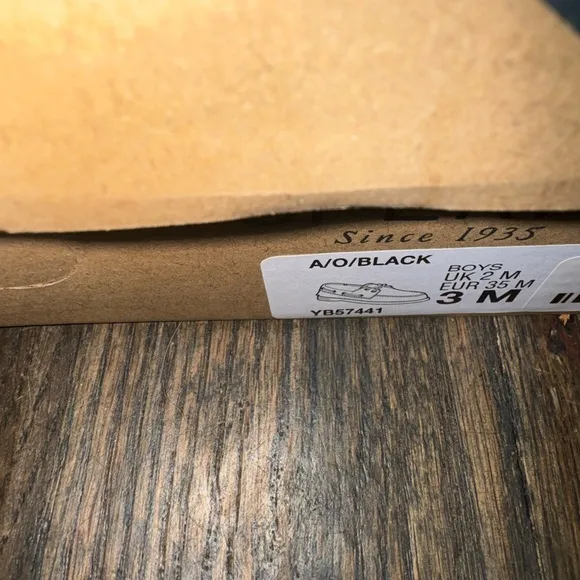 Since 1935
A/O/BLACK
YB57441
BOYS
UK 2 M
EUR 35 M
3 M